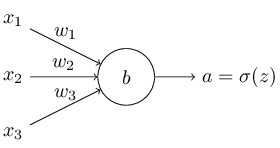 x₁
w₁
x₂ w₂ b a = σ(z)
w₃
x₃